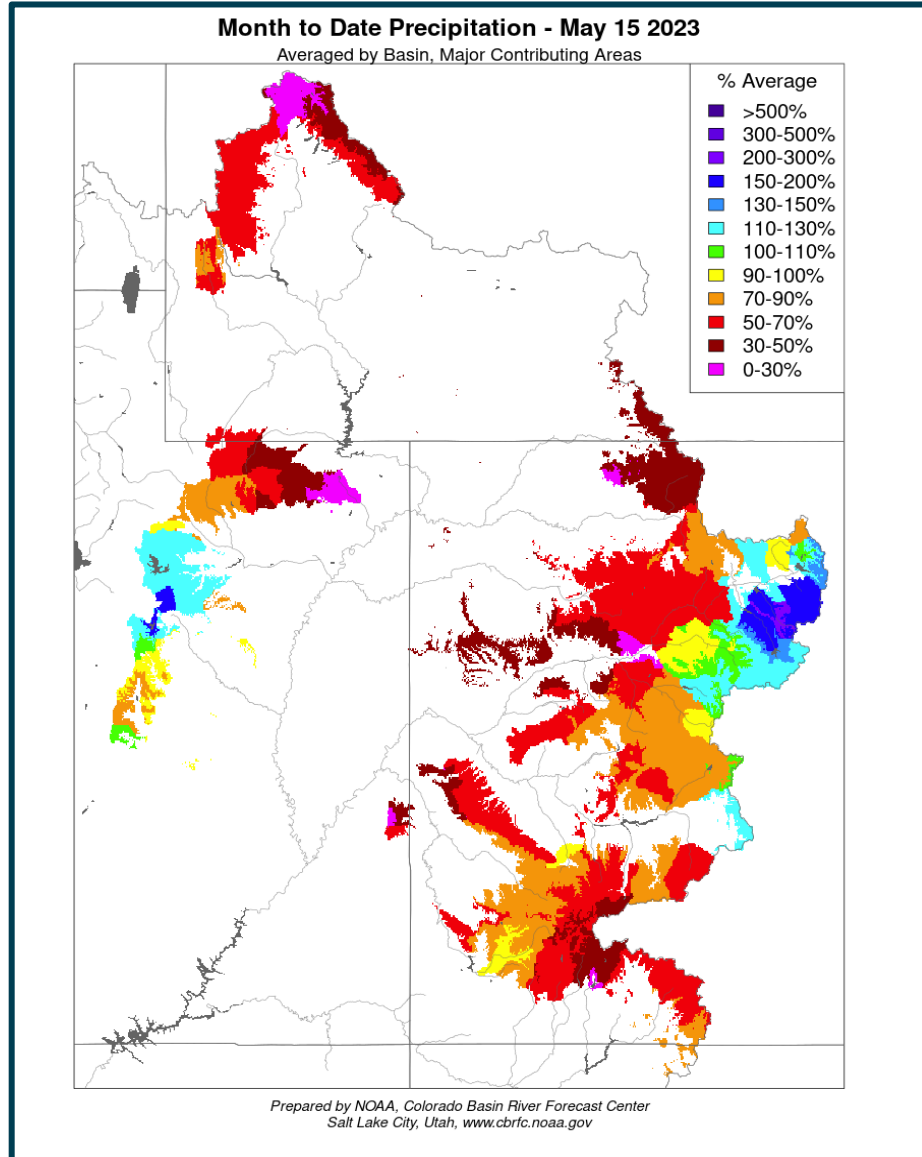 Month to Date Precipitation - May 15 2023
Averaged by Basin, Major Contributing Areas
% Average
>500%
300-500%
200-300%
150-200%
130-150%
110-130%
100-110%
90-100%
70-90%
50-70%
30-50%
0-30%
Prepared by NOAA, Colorado Basin River Forecast Center
Salt Lake City, Utah, www.cbrfc.noaa.gov